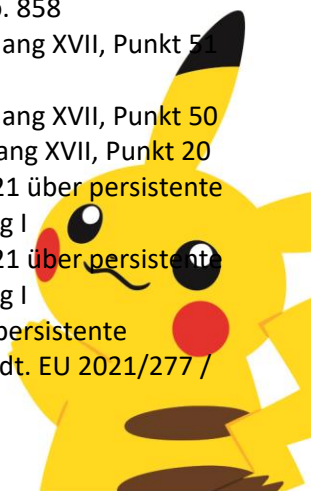 o. 858
ang XVII, Punkt 51
ang XVII, Punkt 50
ang XVII, Punkt 20
21 über persistente
g I
21 über persistente
g I
persistente
dt. EU 2021/277 /